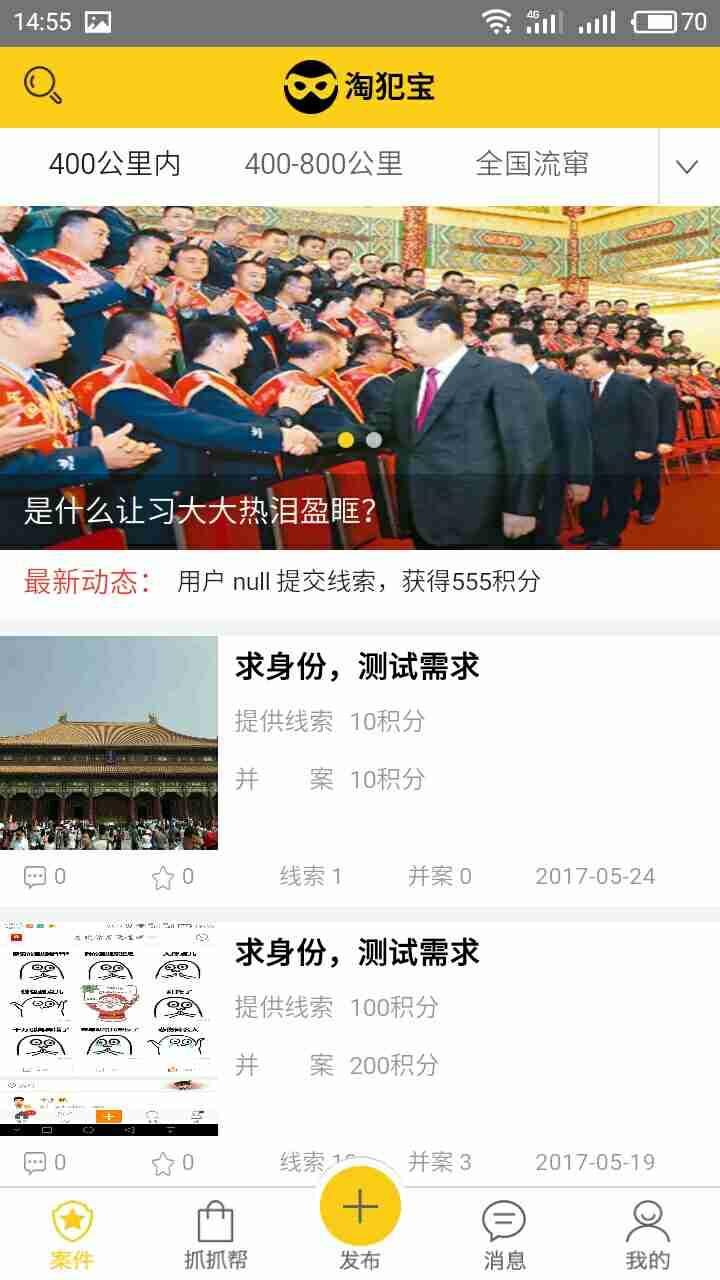 14:55
4G
70
淘犯宝
400公里内 400-800公里 全国流窜
是什么让习大大热泪盈眶？
最新动态： 用户 null 提交线索，获得555积分
求身份，测试需求
提供线索 10积分
并 案 10积分
0 0 线索 1 并案 0 2017-05-24
求身份，测试需求
提供线索 100积分
并 案 200积分
0 0 线索 并案 3 2017-05-19
案件 抓抓帮 发布 消息 我的